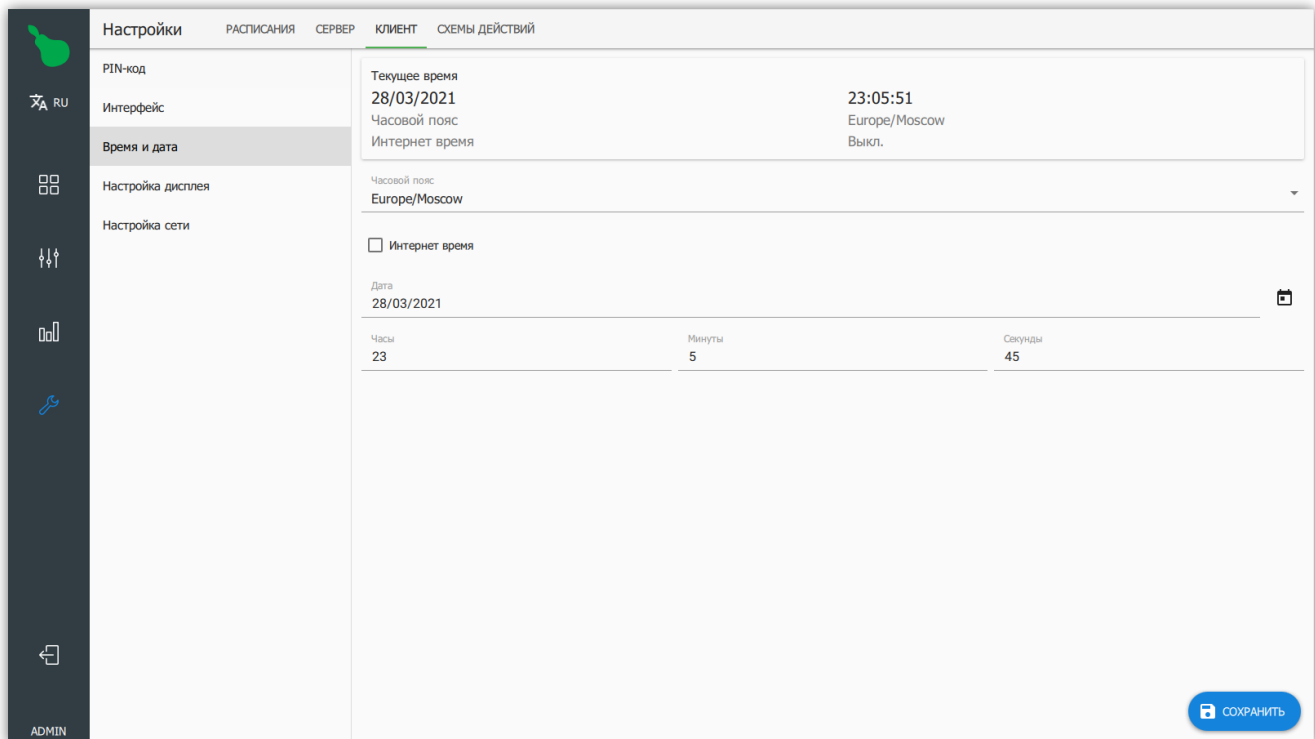 Настройки РАСПИСАНИЯ СЕРВЕР КЛИЕНТ СХЕМЫ ДЕЙСТВИЙ
RU
PIN-код
Интерфейс
Время и дата
Настройка дисплея
Настройка сети
Текущее время
28/03/2021 23:05:51
Часовой пояс Europe/Moscow
Интернет время Выкл.
Часовой пояс
Europe/Moscow
Интернет время
Дата
28/03/2021
Часы Минуты Секунды
23 5 45
СОХРАНИТЬ
ADMIN